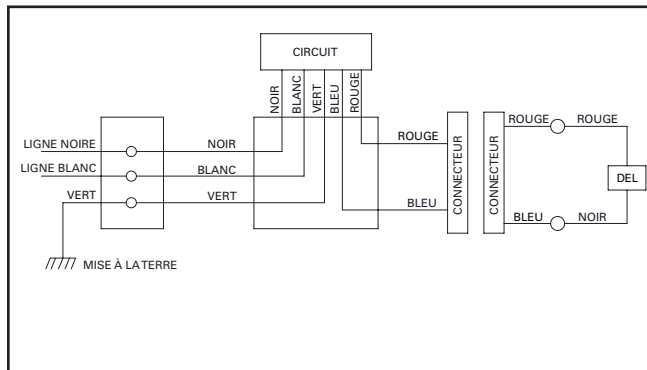 CIRCUIT
NOIR
BLANC
VERT
BLEU
ROUGE
LIGNE NOIRE
NOIR
LIGNE BLANC
BLANC
VERT
VERT
MISE À LA TERRE
ROUGE
BLEU
CONNECTEUR
CONNECTEUR
ROUGE
ROUGE
DEL
BLEU
NOIR